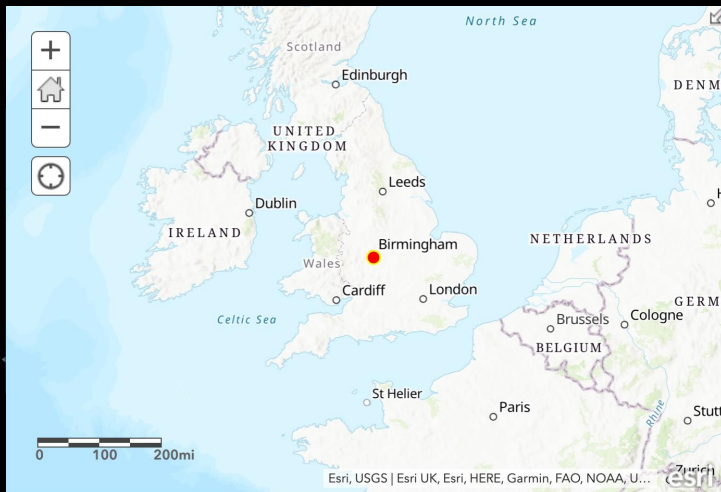 North Sea
Scotland
Edinburgh
DENM
UNITED
KINGDOM
Leeds
Dublin
H
IRELAND
NETHERLANDS
Birmingham
Wales
Cardiff
London
GERM
Celtic Sea
Brussels
Cologne
BELGIUM
St Helier
Paris
Rhine
Stutt
0 100 200mi
Zurich
Esri, USGS | Esri UK, Esri, HERE, Garmin, FAO, NOAA, U...
esri